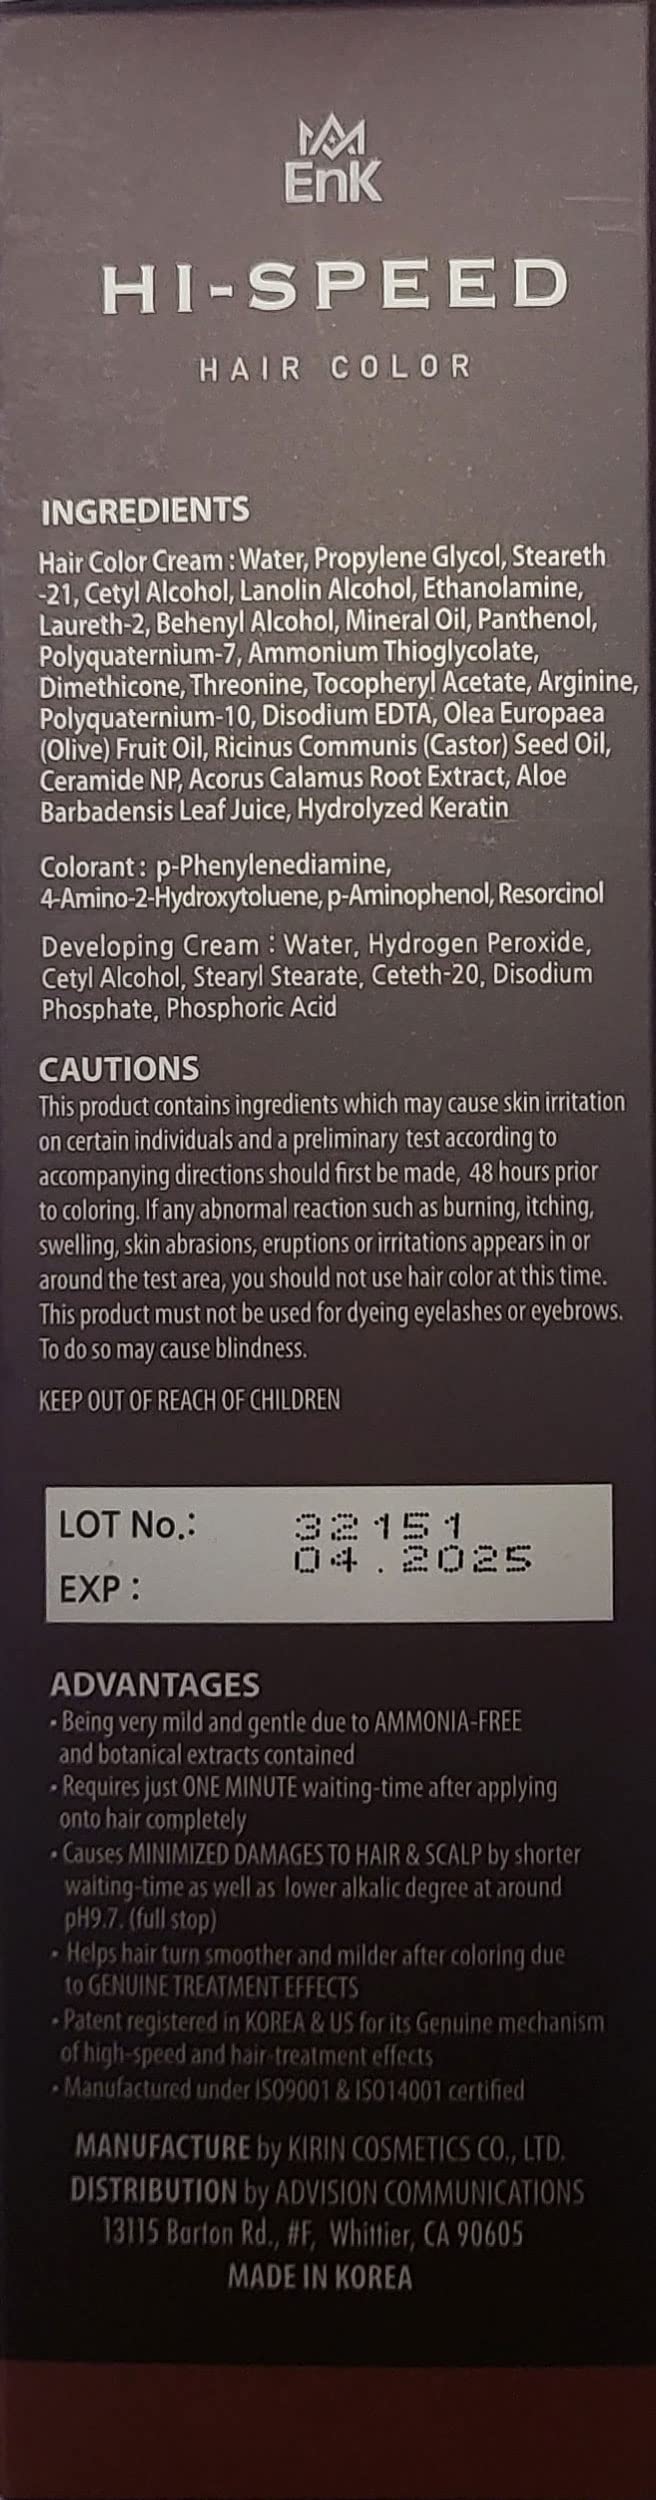 EnK
HI-SPEED
HAIR COLOR
INGREDIENTS
Hair Color Cream : Water, Propylene Glycol, Steareth
-21, Cetyl Alcohol, Lanolin Alcohol, Ethanolamine,
Laureth-2, Behenyl Alcohol, Mineral Oil, Panthenol,
Polyquaternium-7, Ammonium Thioglycolate,
Dimethicone, Threonine, Tocopheryl Acetate, Arginine,
Polyquaternium-10, Disodium EDTA, Olea Europaea
(Olive) Fruit Oil, Ricinus Communis (Castor) Seed Oil,
Ceramide NP, Acorus Calamus Root Extract, Aloe
Barbadensis Leaf Juice, Hydrolyzed Keratin
Colorant : p-Phenylenediamine,
4-Amino-2-Hydroxytoluene, p-Aminophenol, Resorcinol
Developing Cream : Water, Hydrogen Peroxide,
Cetyl Alcohol, Stearyl Stearate, Ceteth-20, Disodium
Phosphate, Phosphoric Acid
CAUTIONS
This product contains ingredients which may cause skin irritation
on certain individuals and a preliminary test according to
accompanying directions should first be made, 48 hours prior
to coloring. If any abnormal reaction such as burning, itching,
swelling, skin abrasions, eruptions or irritations appears in or
around the test area, you should not use hair color at this time.
This product must not be used for dyeing eyelashes or eyebrows.
To do so may cause blindness.
KEEP OUT OF REACH OF CHILDREN
LOT No.: 32151
EXP : 04.2025
ADVANTAGES
• Being very mild and gentle due to AMMONIA-FREE
and botanical extracts contained
• Requires just ONE MINUTE waiting-time after applying
onto hair completely
• Causes MINIMIZED DAMAGES TO HAIR & SCALP by shorter
waiting-time as well as lower alkalic degree at around
pH9.7. (full stop)
• Helps hair turn smoother and milder after coloring due
to GENUINE TREATMENT EFFECTS
• Patent registered in KOREA & US for its Genuine mechanism
of high-speed and hair-treatment effects
• Manufactured under ISO9001 & ISO14001 certified
MANUFACTURE by KIRIN COSMETICS CO., LTD.
DISTRIBUTION by ADVISION COMMUNICATIONS
13115 Barton Rd., #F, Whittier, CA 90605
MADE IN KOREA